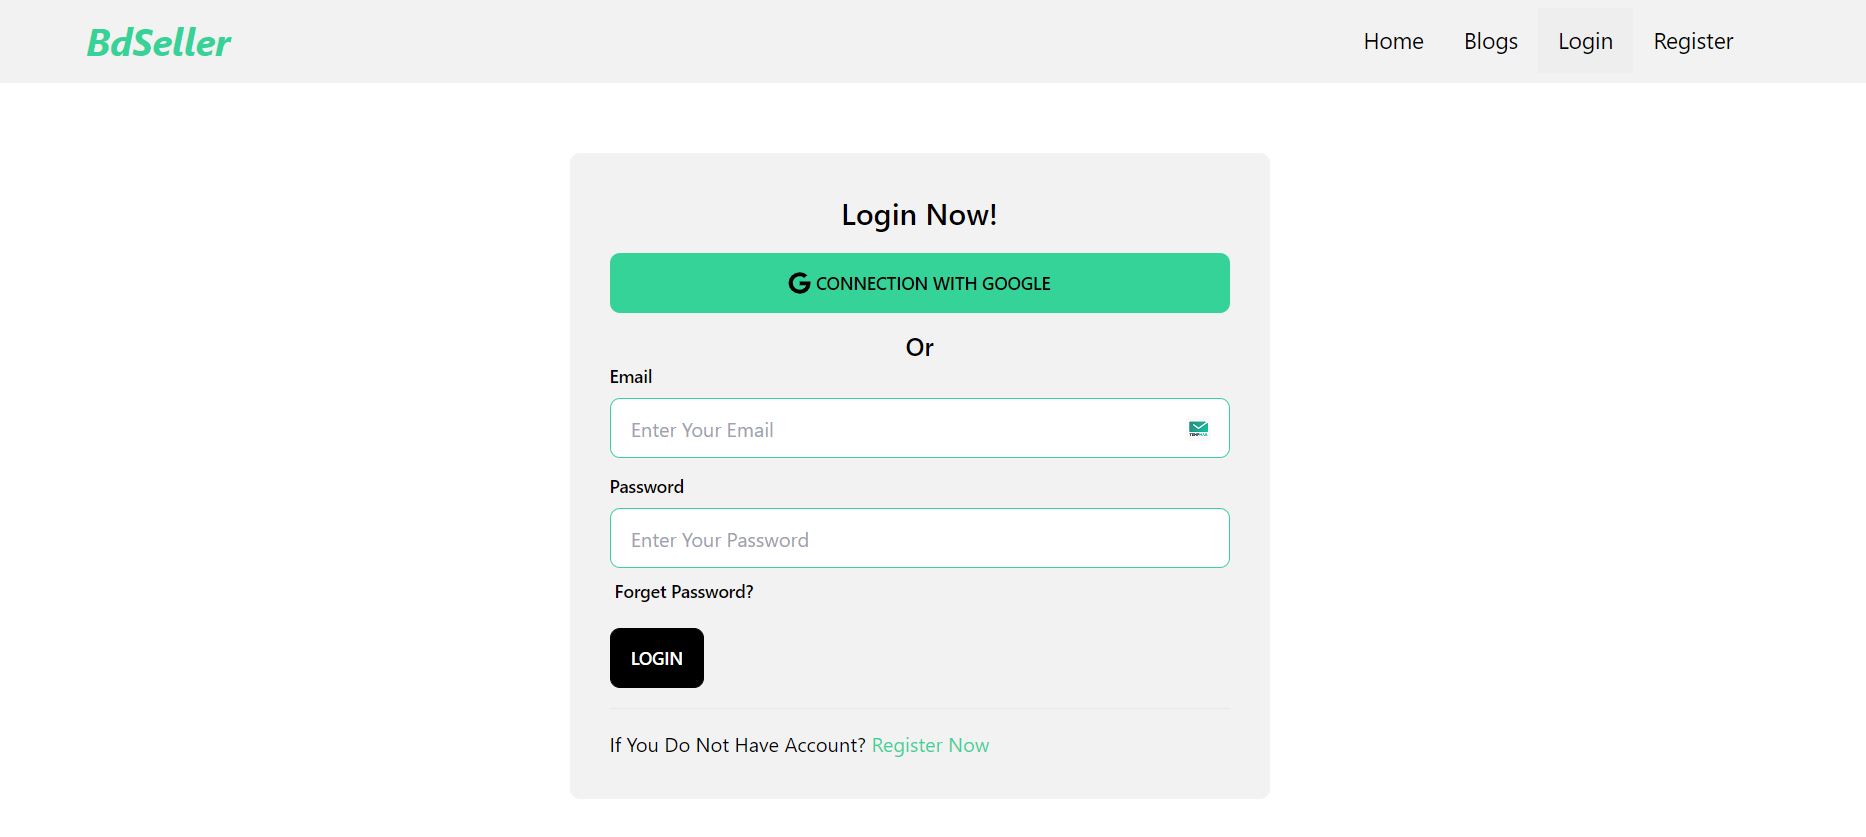 BdSeller
Home Blogs Login Register
Login Now!
CONNECTION WITH GOOGLE
Or
Email
Enter Your Email
Password
Enter Your Password
Forget Password?
LOGIN
If You Do Not Have Account? Register Now